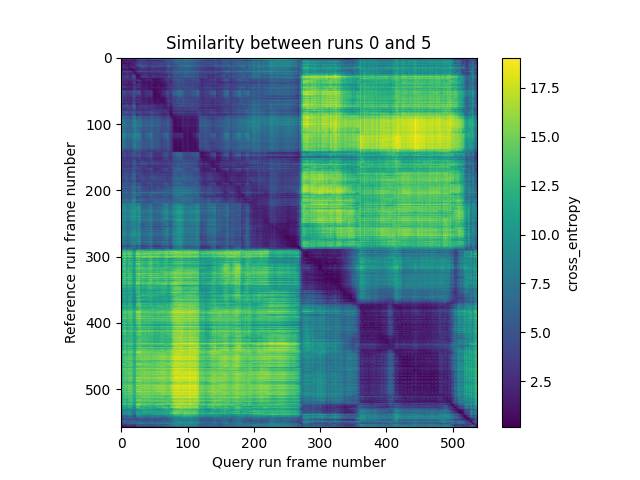 Similarity between runs 0 and 5
0
100
200
300
400
500
Reference run frame number
0 100 200 300 400 500
Query run frame number
17.5
15.0
12.5
10.0
7.5
5.0
2.5
cross_entropy